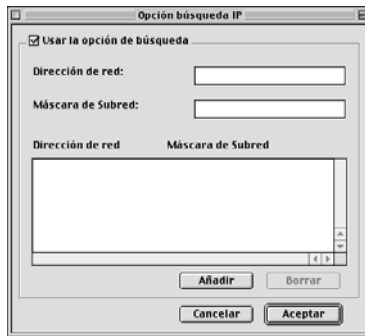 Opción búsqueda IP
Usar la opción de búsqueda
Dirección de red:
Máscara de Subred:
Dirección de red Máscara de Subred
Añadir Borrar
Cancelar Aceptar